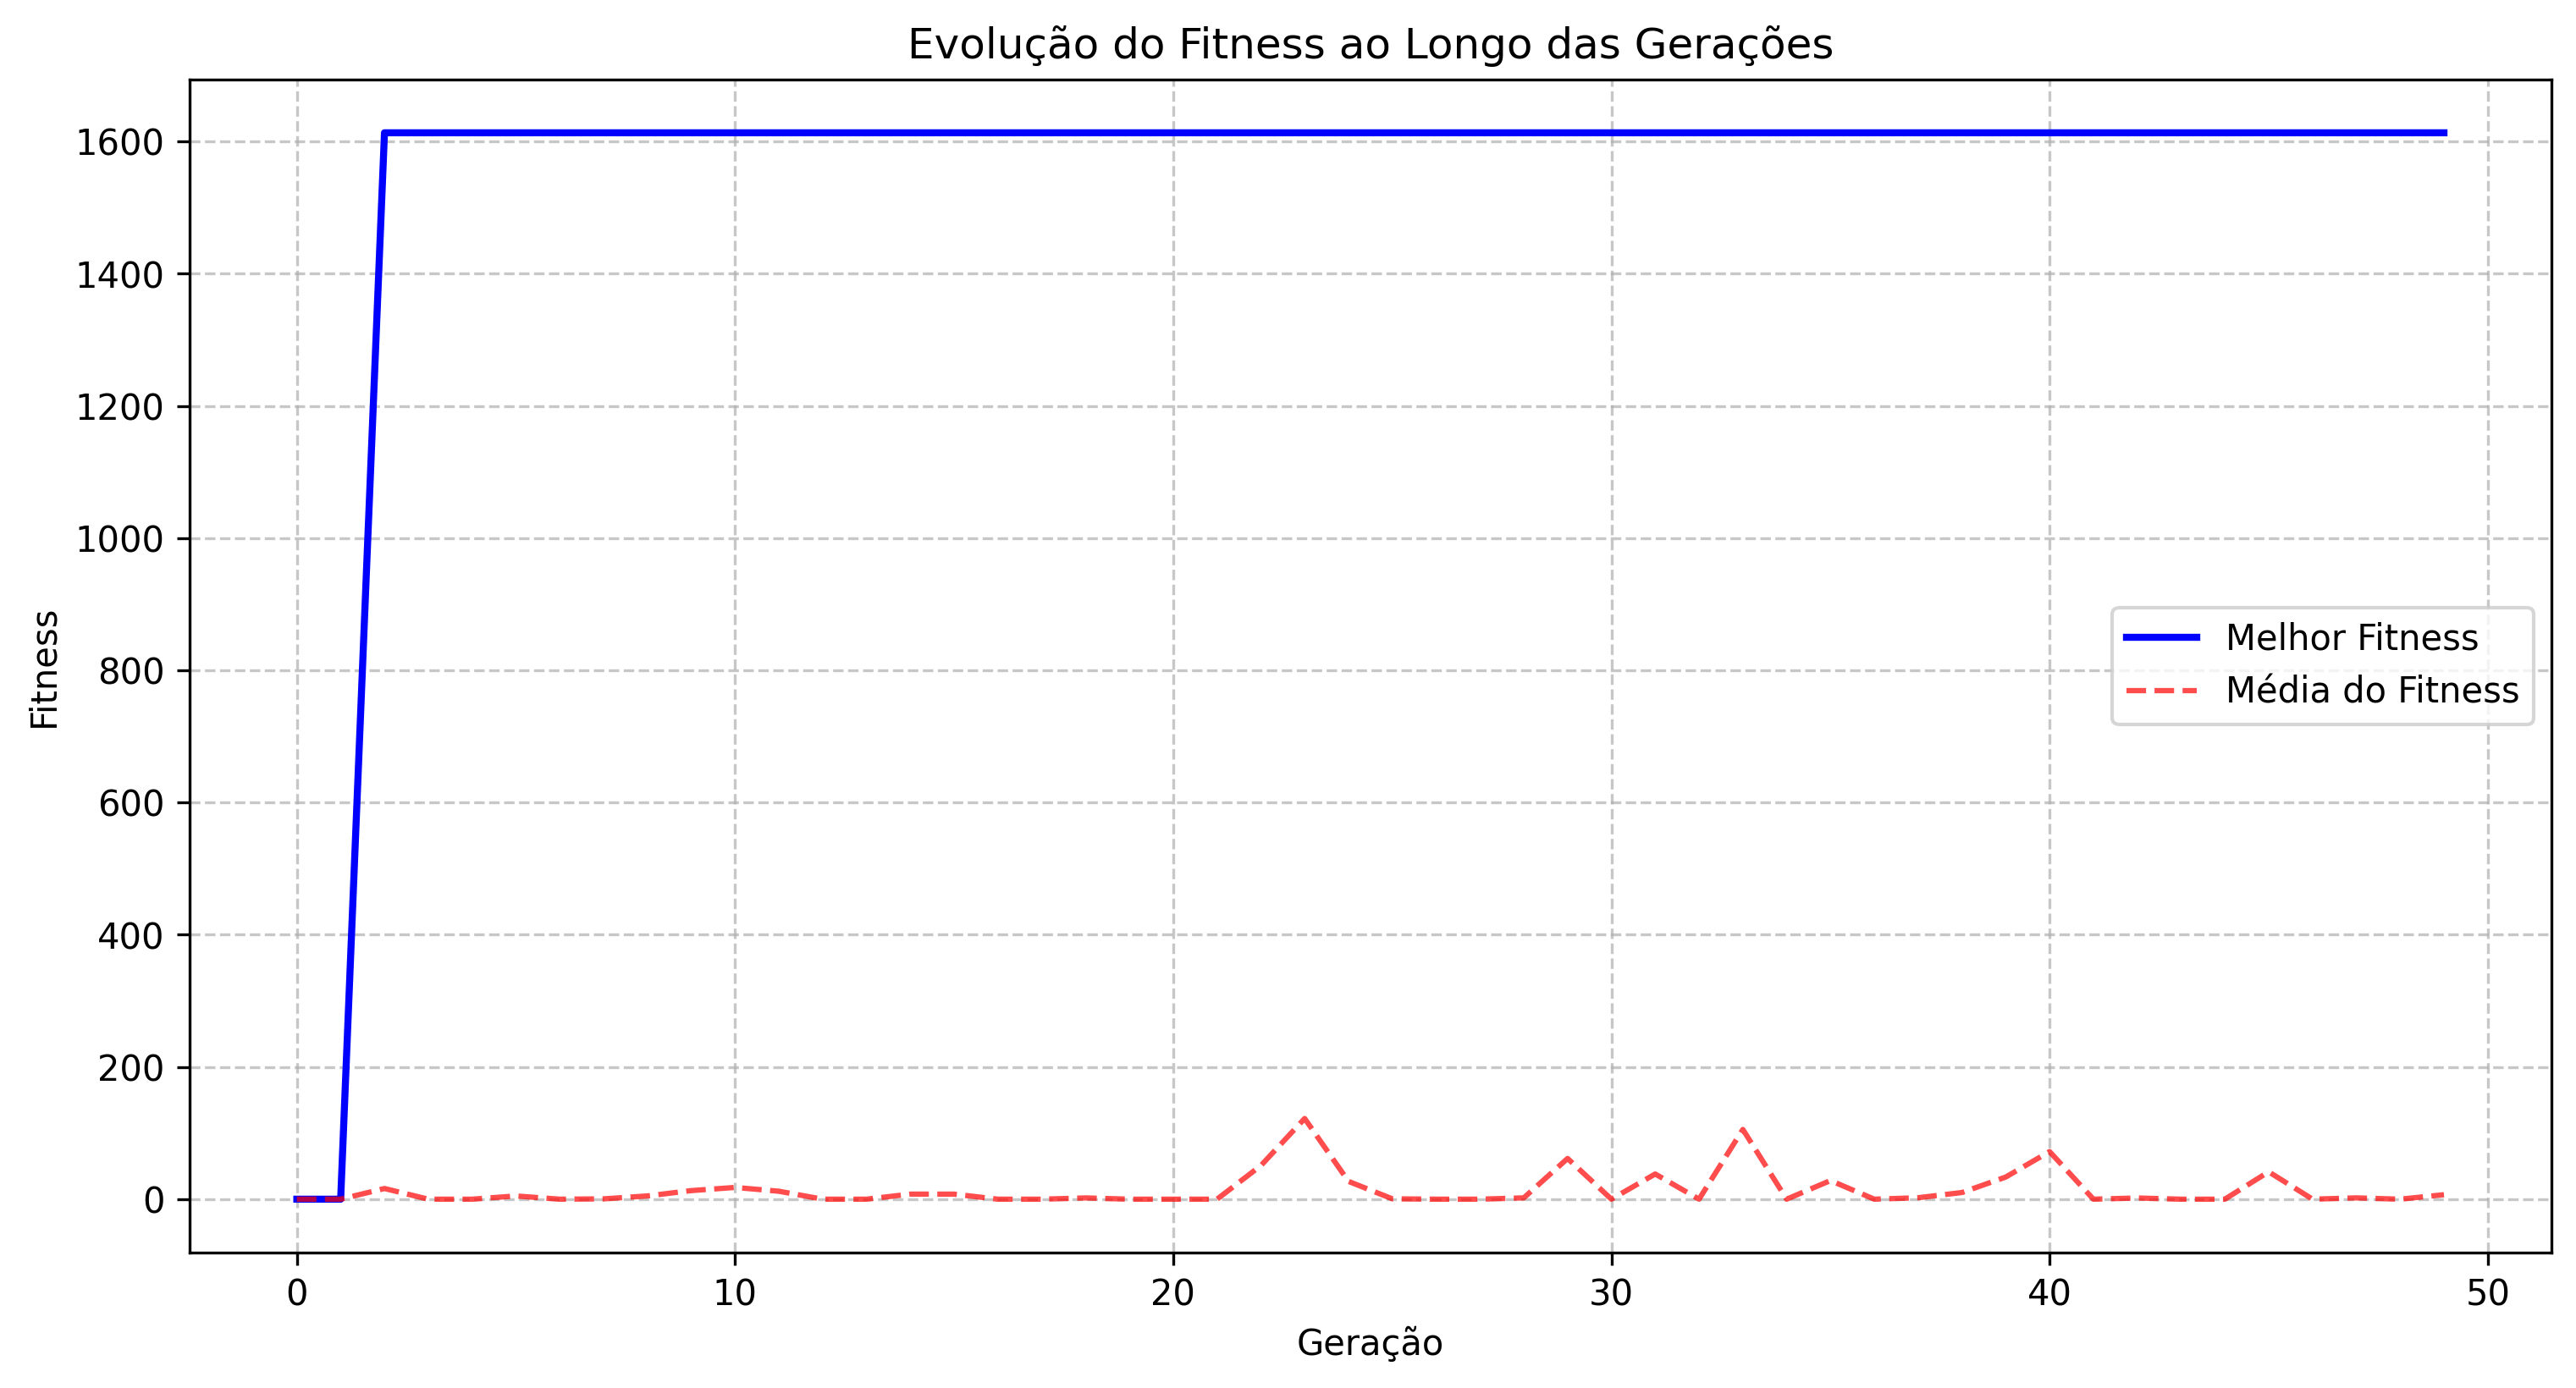 Evolução do Fitness ao Longo das Gerações
1600
1400
1200
1000
800
600
400
200
0
Fitness
Melhor Fitness
Média do Fitness
0 10 20 30 40 50
Geração